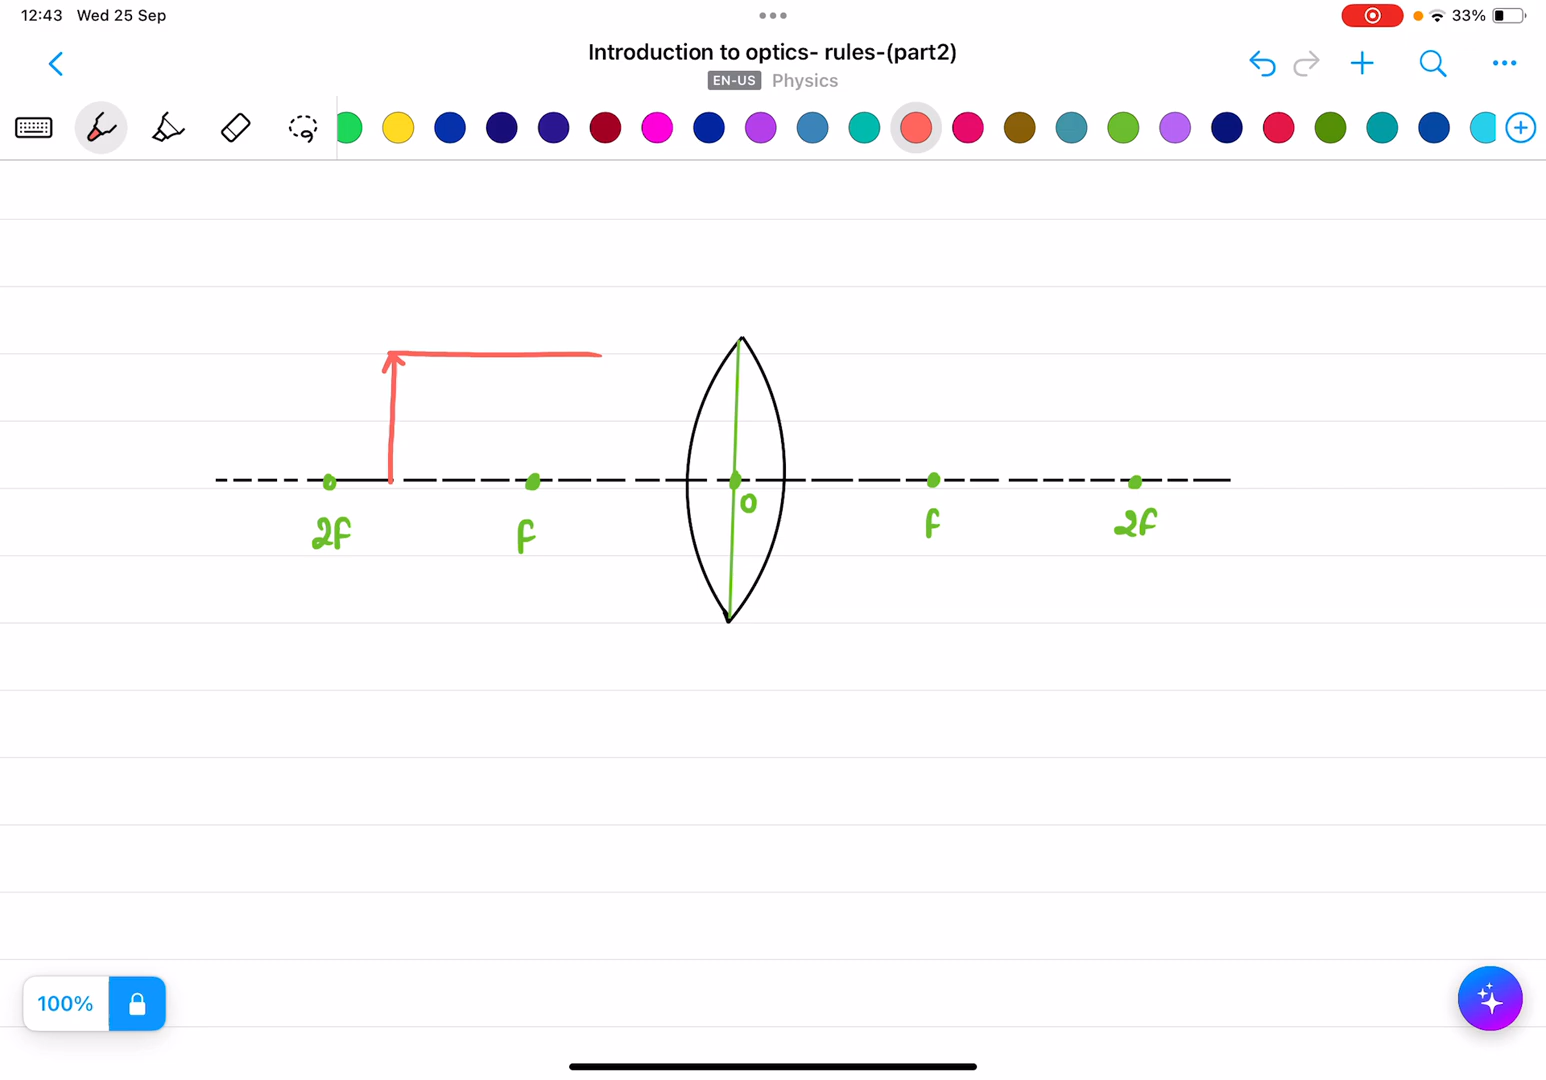 12:43 Wed 25 Sep
33%
Introduction to optics- rules-(part2)
EN-US Physics
O
2F F F 2F
100%